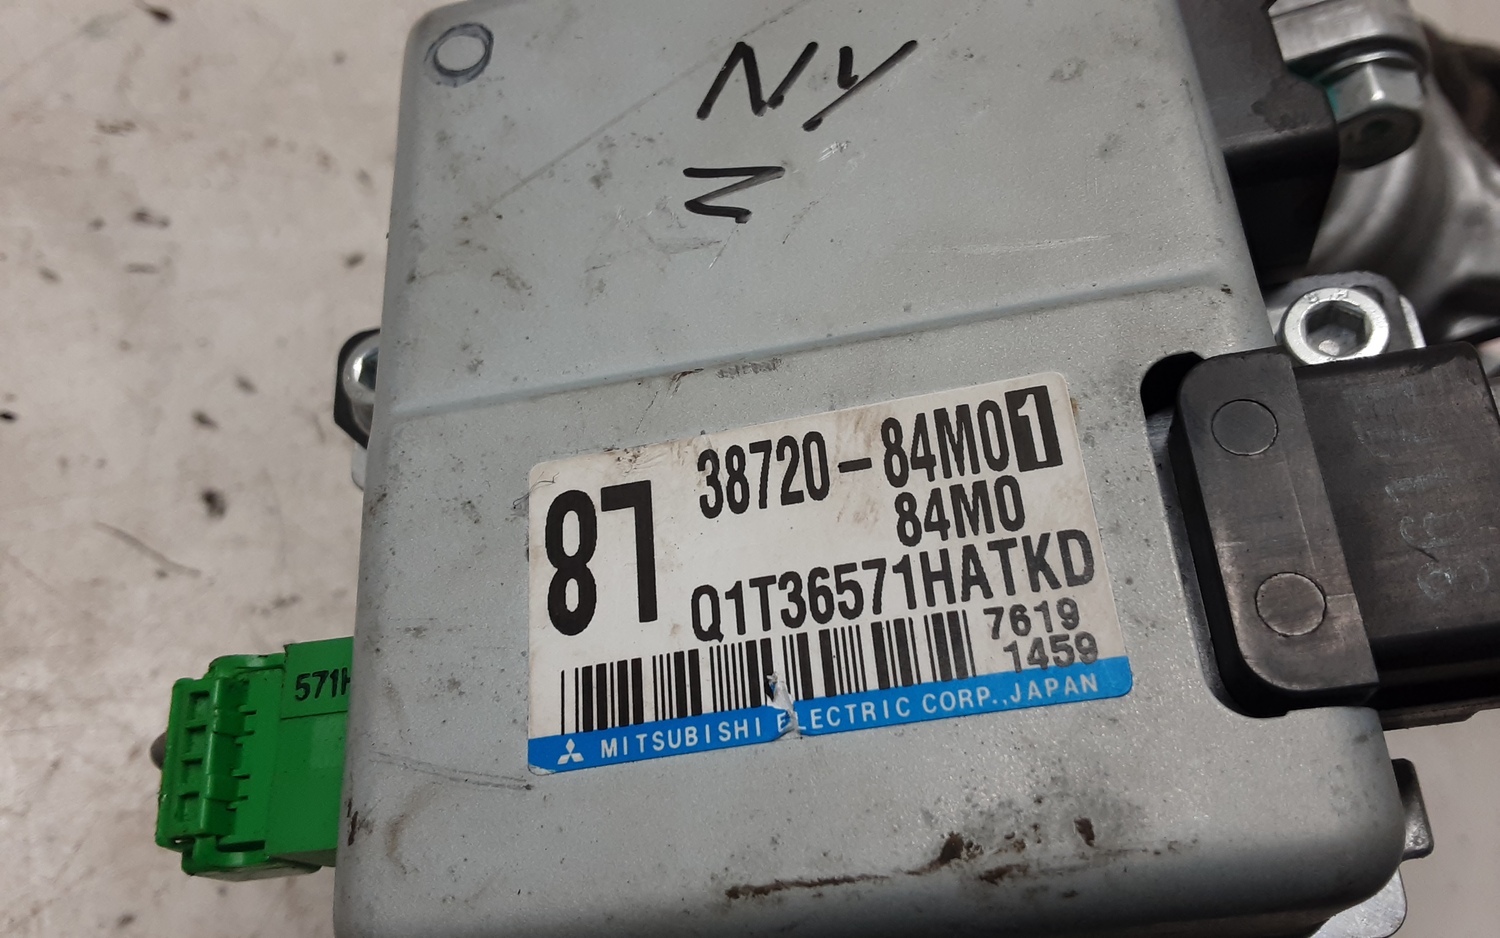 NY
Z
38720-84M01
84M0
87
Q1T36571HATKD
7619
1459
MITSUBISHI ELECTRIC CORP., JAPAN
571H